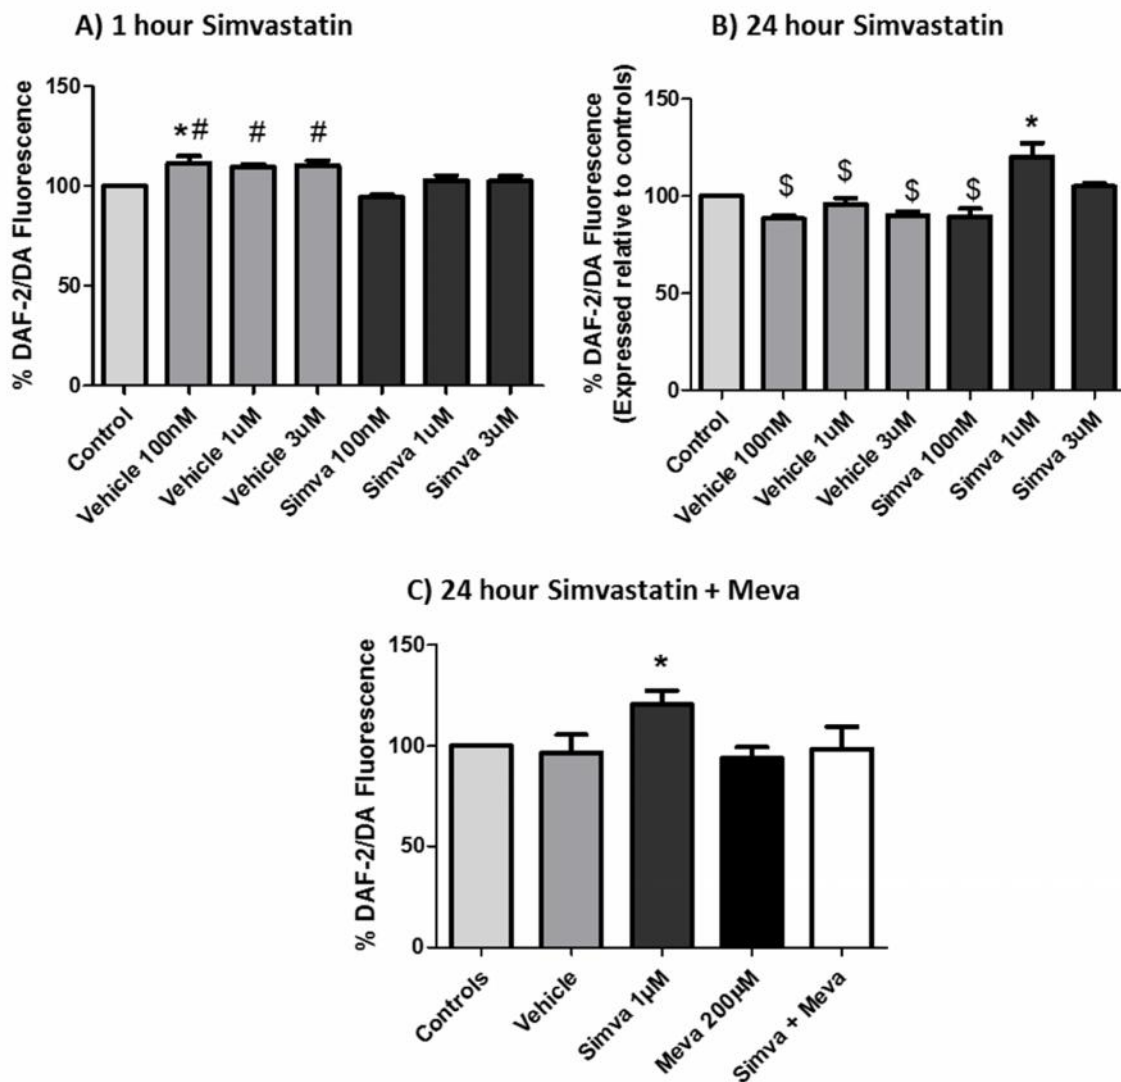 A) 1 hour Simvastatin
% DAF-2/DA Fluorescence
150
100
50
0
*# # #
Control
Vehicle 100nM
Vehicle 1uM
Vehicle 3uM
Simva 100nM
Simva 1uM
Simva 3uM
B) 24 hour Simvastatin
% DAF-2/DA Fluorescence
(Expressed relative to controls)
150
100
50
0
$ $ $ $ *
Control
Vehicle 100nM
Vehicle 1uM
Vehicle 3uM
Simva 100nM
Simva 1uM
Simva 3uM
C) 24 hour Simvastatin + Meva
% DAF-2/DA Fluorescence
150
100
50
0
*
Controls
Vehicle
Simva 1µM
Meva 200µM
Simva + Meva